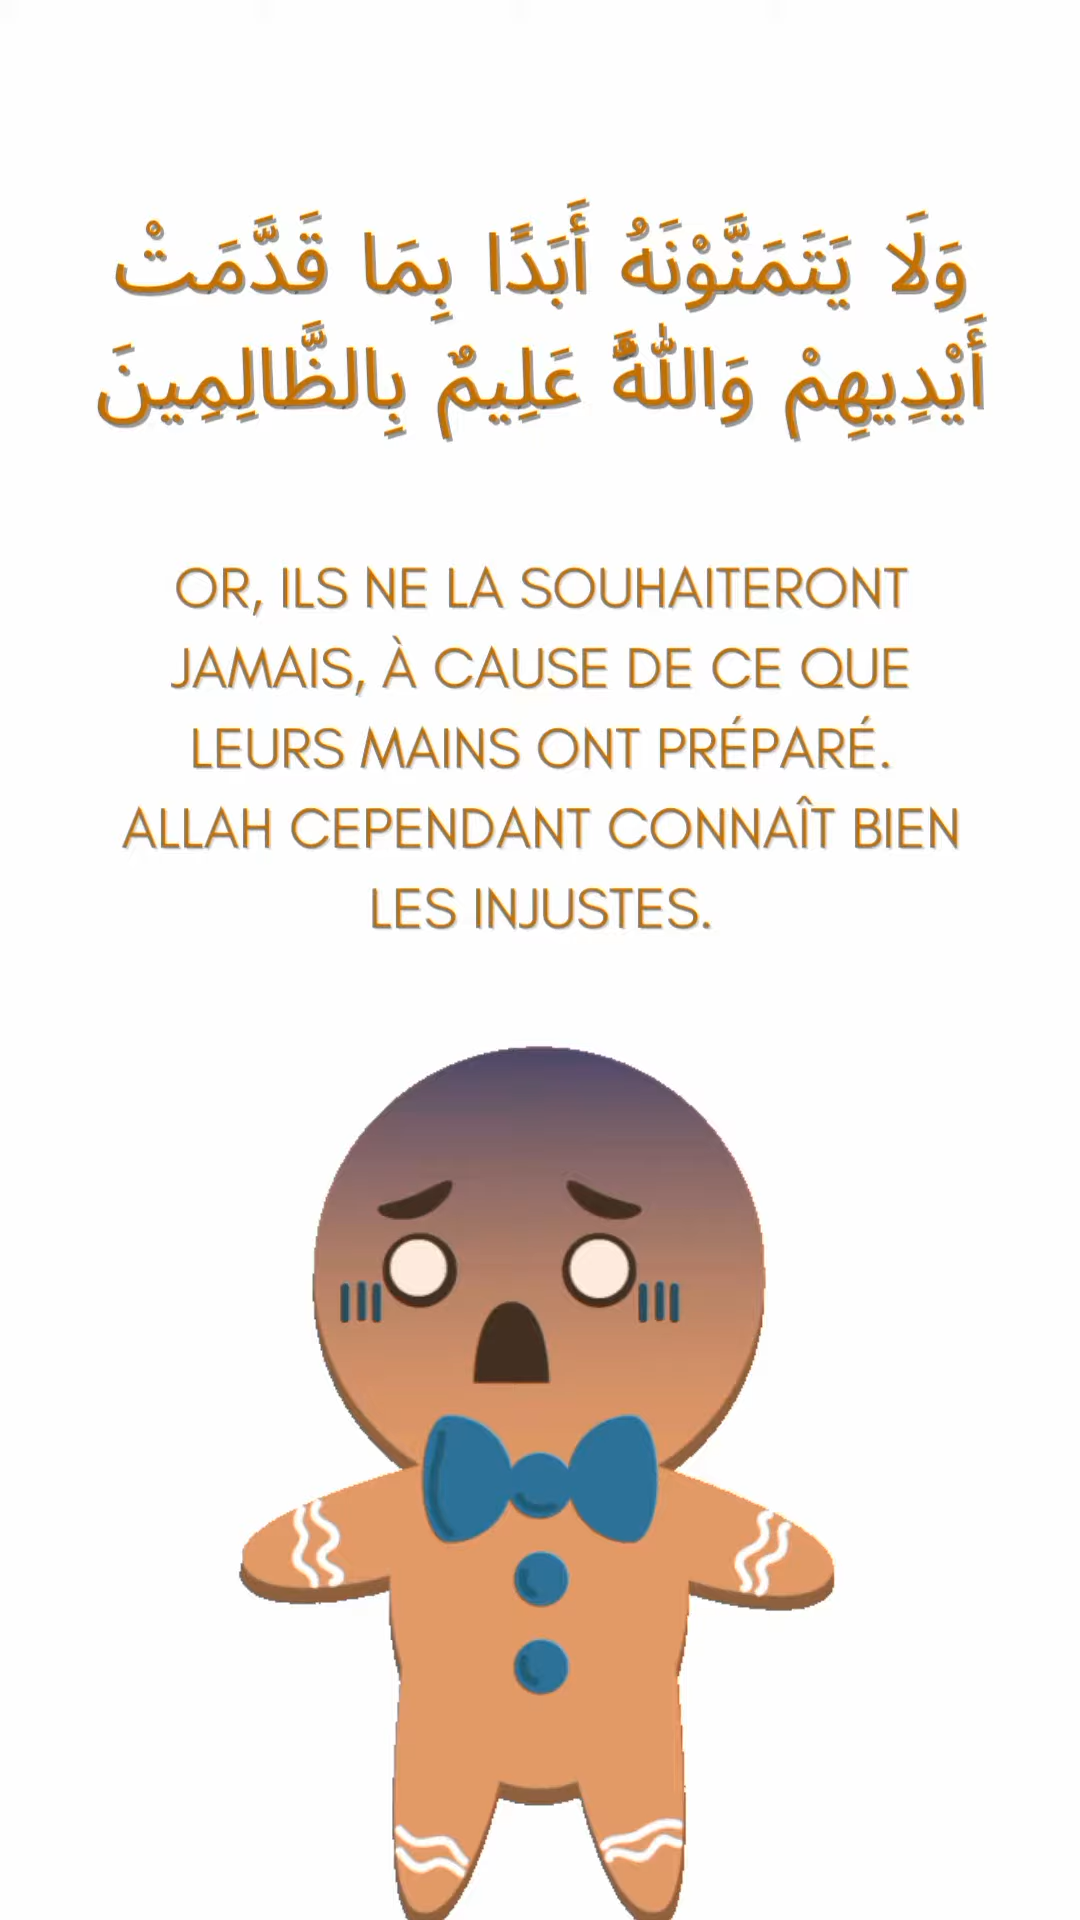 وَلَا يَتَمَنَّوْنَهُ أَبَدًا بِمَا قَدَّمَتْ
أَيْدِيهِمْ وَاللَّهُ عَلِيمٌ بِالظَّالِمِينَ
OR, ILS NE LA SOUHAITERONT
JAMAIS, À CAUSE DE CE QUE
LEURS MAINS ONT PRÉPARÉ.
ALLAH CEPENDANT CONNAÎT BIEN
LES INJUSTES.